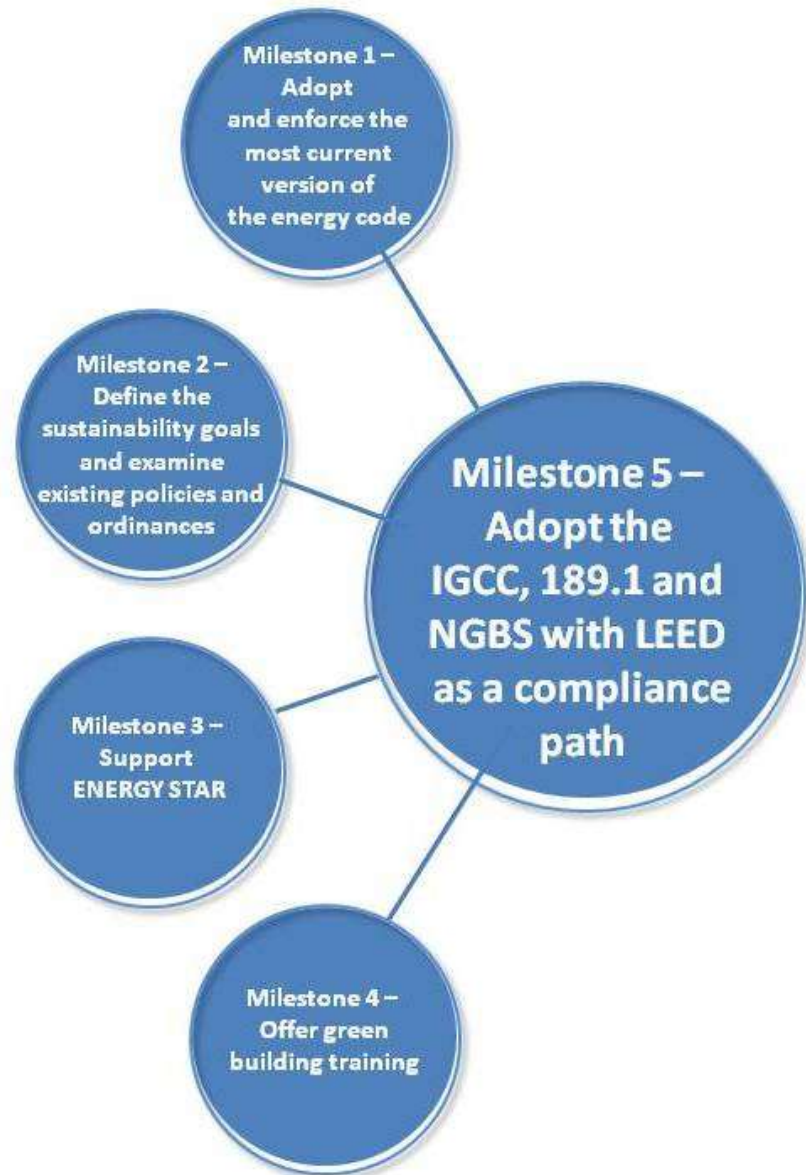 Milestone 1 –
Adopt
and enforce the
most current
version of
the energy code
Milestone 2 –
Define the
sustainability goals
and examine
existing policies and
ordinances
Milestone 3 –
Support
ENERGY STAR
Milestone 4 –
Offer green
building training
Milestone 5 –
Adopt the
IGCC, 189.1 and
NGBS with LEED
as a compliance
path